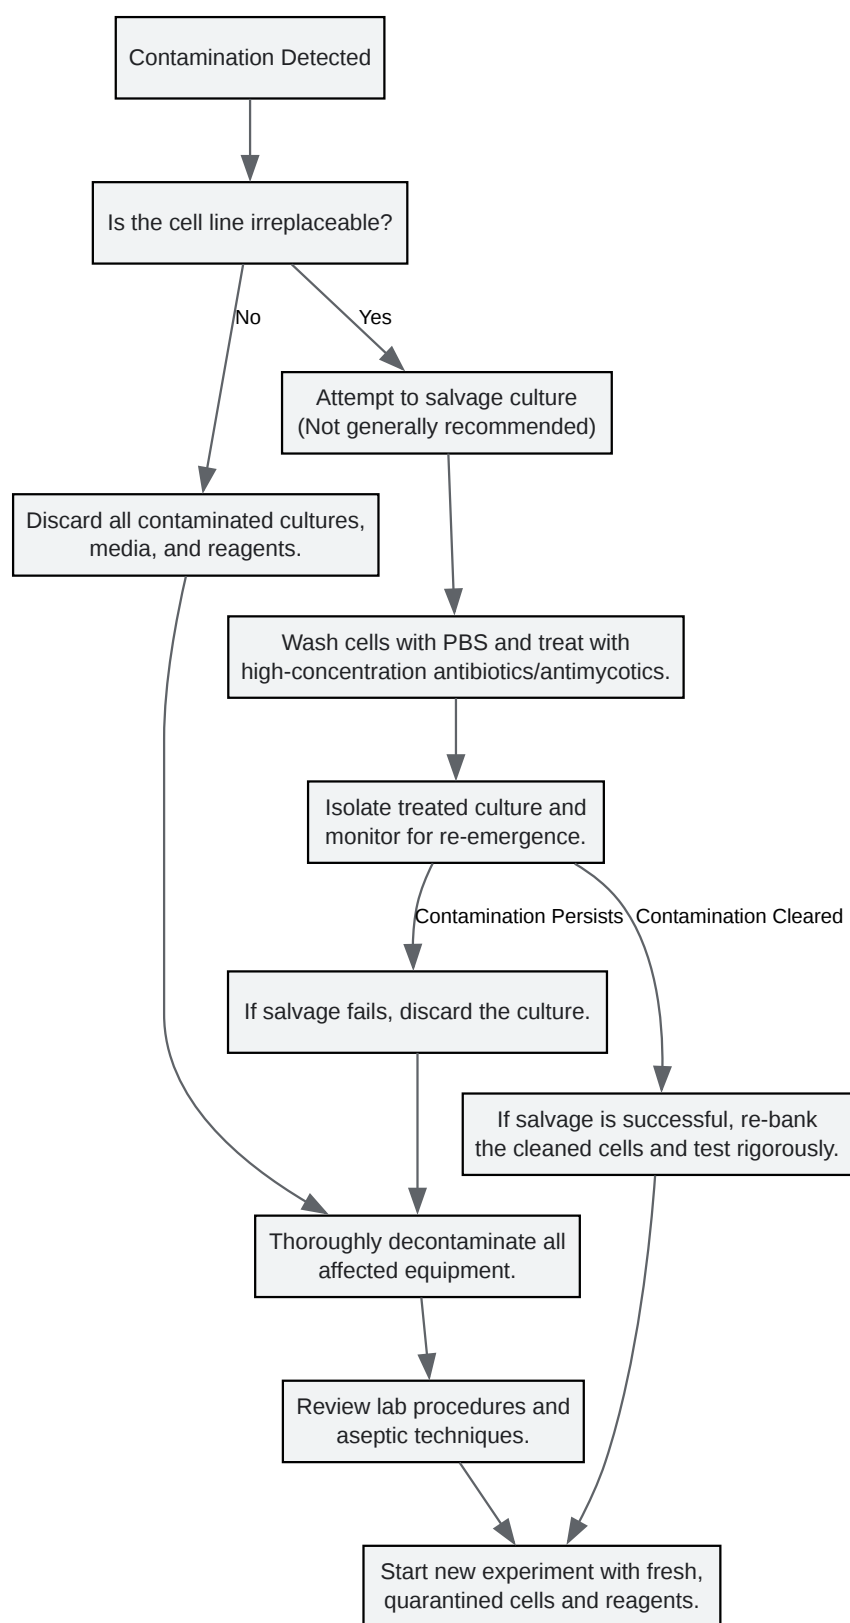 Contamination Detected
Is the cell line irreplaceable?
No
Yes
Attempt to salvage culture
(Not generally recommended)
Discard all contaminated cultures,
media, and reagents.
Wash cells with PBS and treat with
high-concentration antibiotics/antimycotics.
Isolate treated culture and
monitor for re-emergence.
Contamination Persists
Contamination Cleared
If salvage fails, discard the culture.
If salvage is successful, re-bank
the cleaned cells and test rigorously.
Thoroughly decontaminate all
affected equipment.
Review lab procedures and
aseptic techniques.
Start new experiment with fresh,
quarantined cells and reagents.